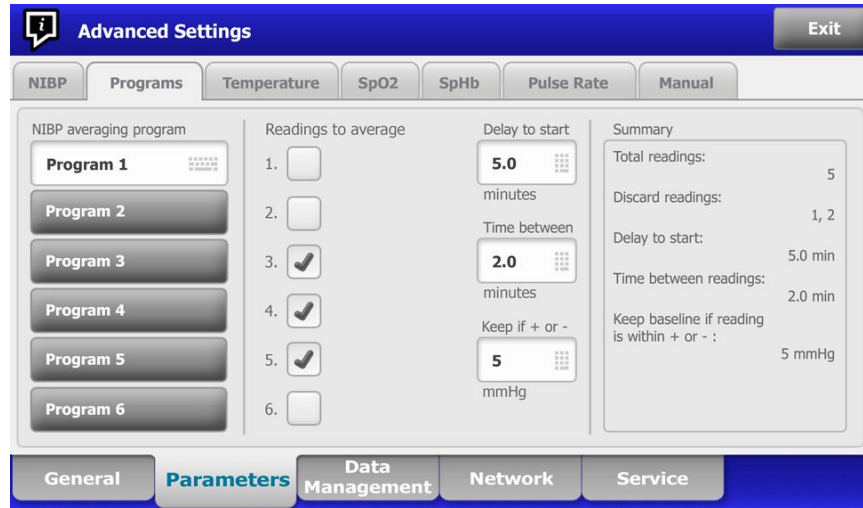 i
Advanced Settings
Exit
NIBP
Programs
Temperature
SpO2
SpHb
Pulse Rate
Manual
NIBP averaging program
Program 1
Program 2
Program 3
Program 4
Program 5
Program 6
Readings to average
1.
2.
3.
4.
5.
6.
Delay to start
5.0
minutes
Time between
2.0
minutes
Keep if + or -
5
mmHg
Summary
Total readings:
5
Discard readings:
1, 2
Delay to start:
5.0 min
Time between readings:
2.0 min
Keep baseline if reading
is within + or - :
5 mmHg
General
Parameters
Data
Management
Network
Service